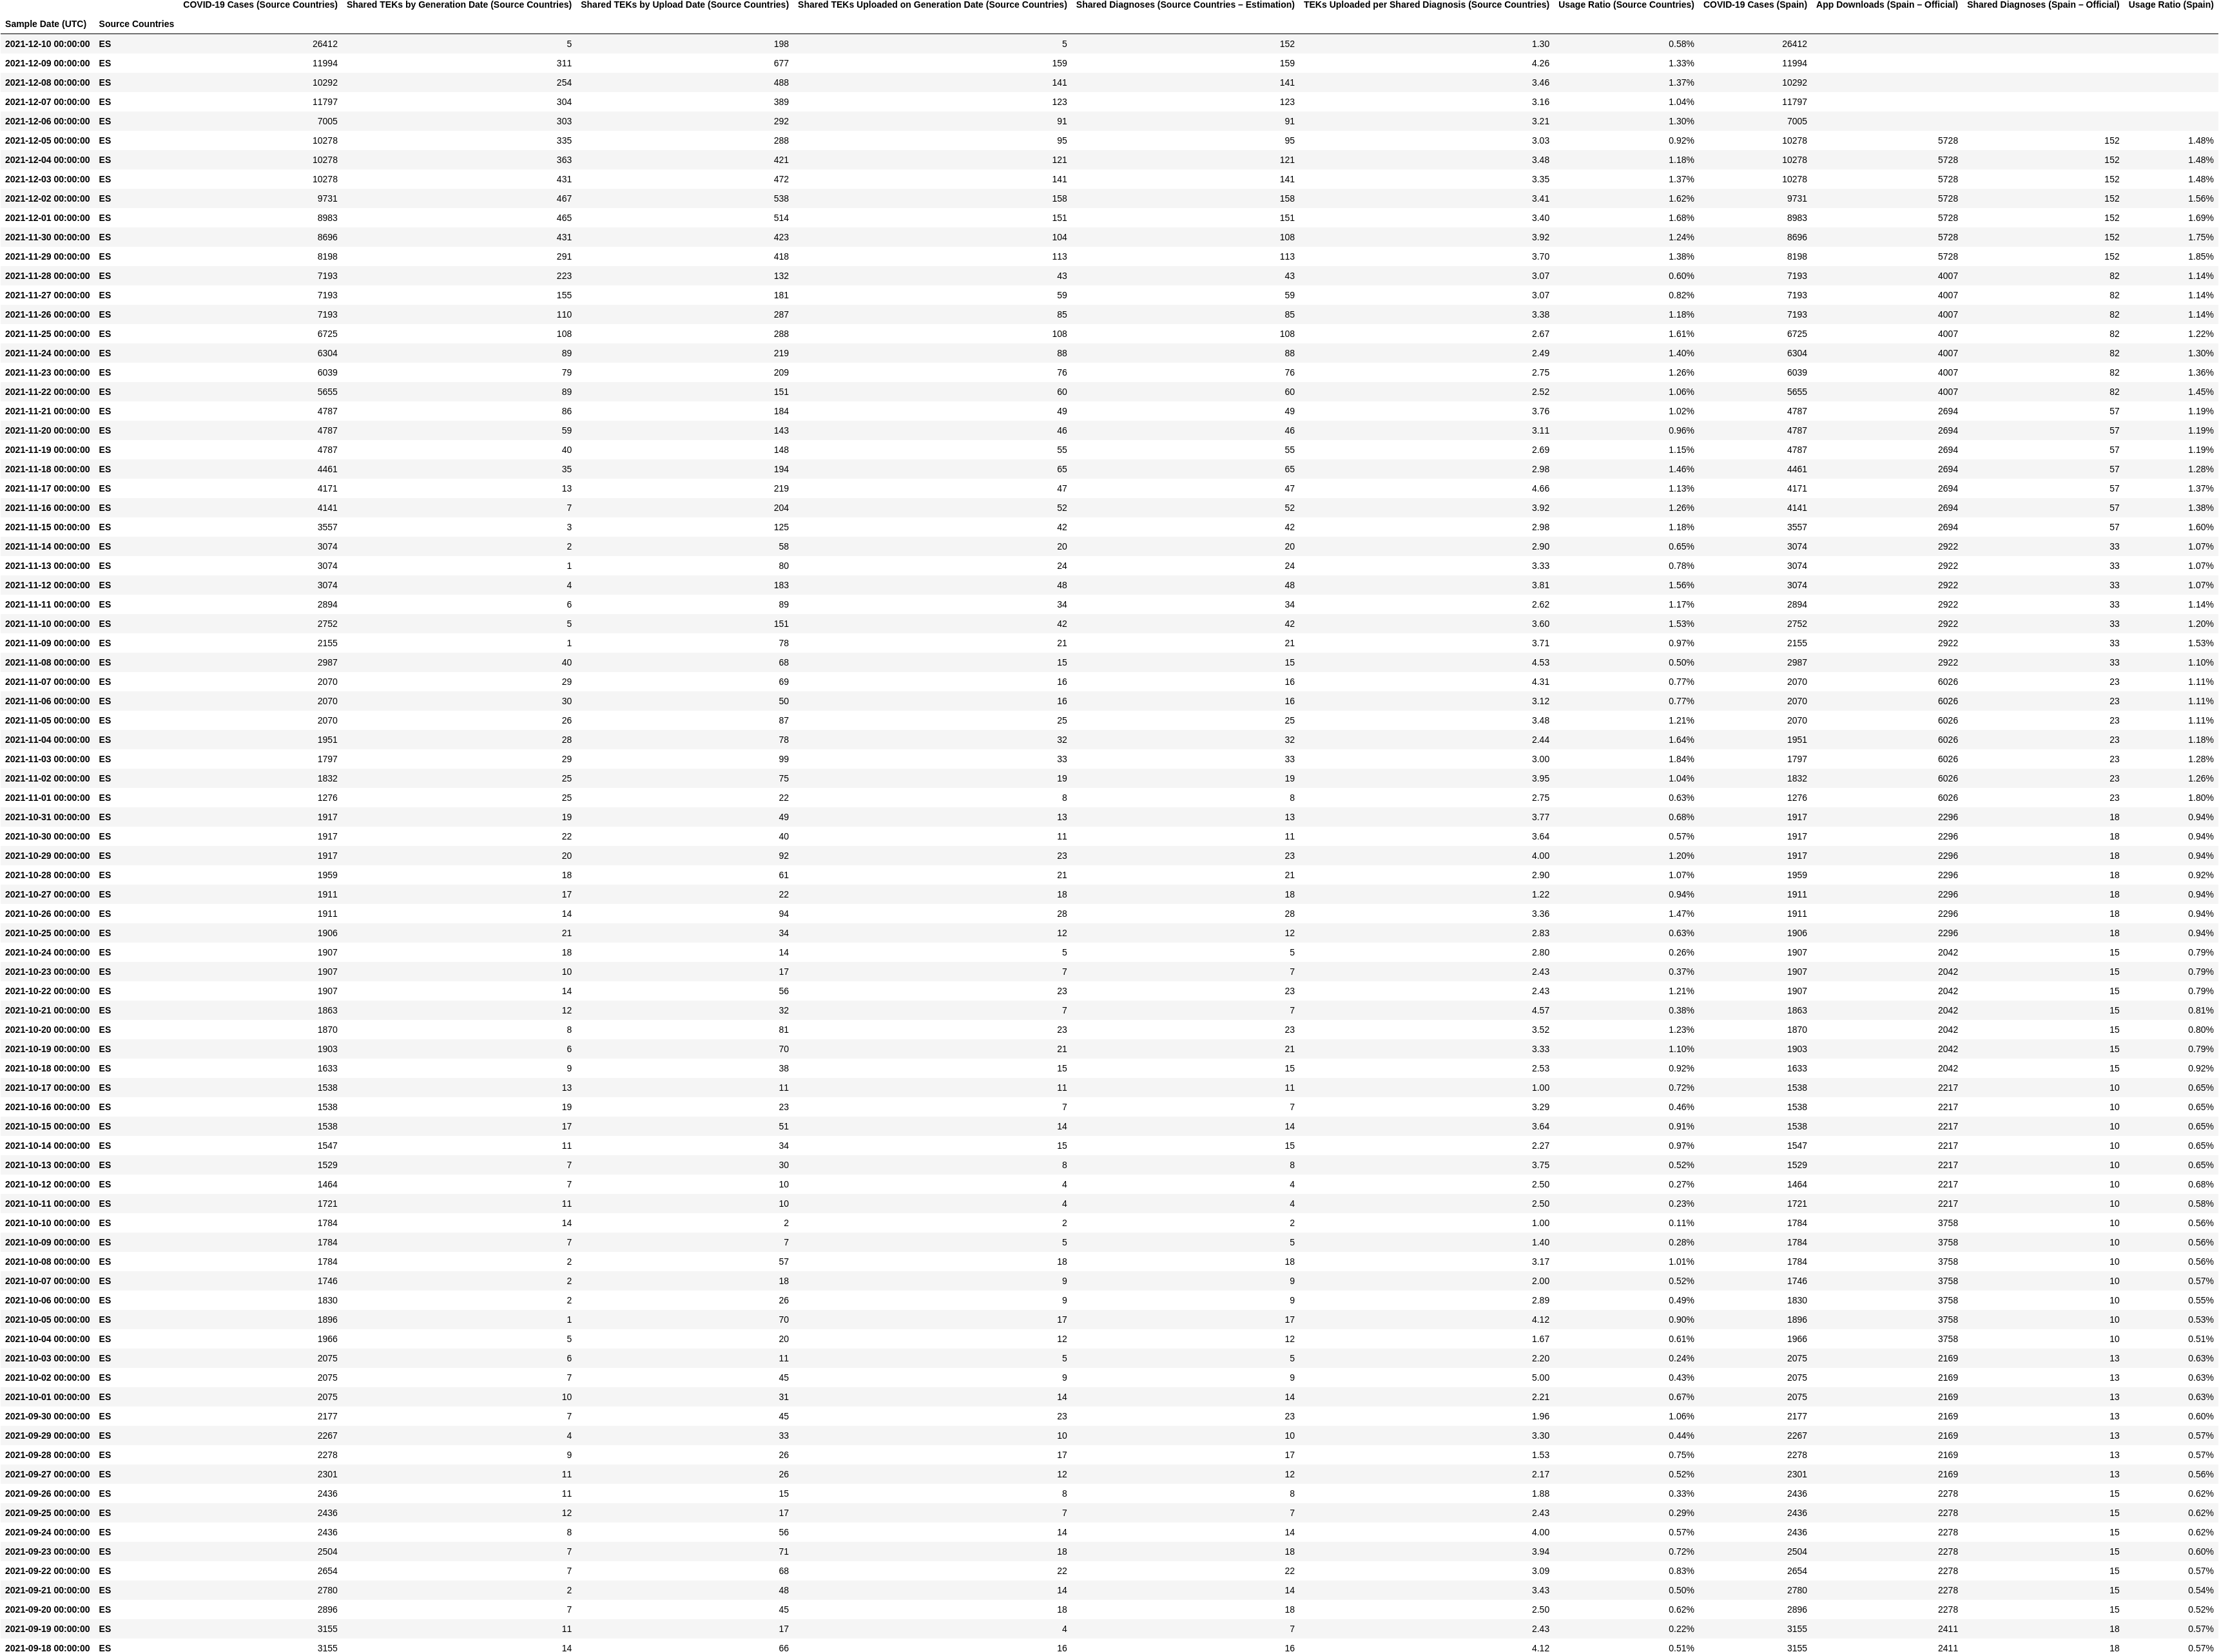 COVID-19 Cases (Source Countries) Shared TEKs by Generation Date (Source Countries) Shared TEKs by Upload Date (Source Countries) Shared TEKs Uploaded on Generation Date (Source Countries) Shared Diagnoses (Source Countries – Estimation) TEKs Uploaded per Shared Diagnosis (Source Countries) Usage Ratio (Source Countries) COVID-19 Cases (Spain) App Downloads (Spain – Official) Shared Diagnoses (Spain – Official) Usage Ratio (Spain)
Sample Date (UTC) Source Countries
2021-12-10 00:00:00 ES 26412 5 198 5 152 1.30 0.58% 26412
2021-12-09 00:00:00 ES 11994 311 677 159 159 4.26 1.33% 11994
2021-12-08 00:00:00 ES 10292 254 488 141 141 3.46 1.37% 10292
2021-12-07 00:00:00 ES 11797 304 389 123 123 3.16 1.04% 11797
2021-12-06 00:00:00 ES 7005 303 292 91 91 3.21 1.30% 7005
2021-12-05 00:00:00 ES 10278 335 288 95 95 3.03 0.92% 10278 5728 152 1.48%
2021-12-04 00:00:00 ES 10278 363 421 121 121 3.48 1.18% 10278 5728 152 1.48%
2021-12-03 00:00:00 ES 10278 431 472 141 141 3.35 1.37% 10278 5728 152 1.48%
2021-12-02 00:00:00 ES 9731 467 538 158 158 3.41 1.62% 9731 5728 152 1.56%
2021-12-01 00:00:00 ES 8983 465 514 151 151 3.40 1.68% 8983 5728 152 1.69%
2021-11-30 00:00:00 ES 8696 431 423 104 108 3.92 1.24% 8696 5728 152 1.75%
2021-11-29 00:00:00 ES 8198 291 418 113 113 3.70 1.38% 8198 5728 152 1.85%
2021-11-28 00:00:00 ES 7193 223 132 43 43 3.07 0.60% 7193 4007 82 1.14%
2021-11-27 00:00:00 ES 7193 155 181 59 59 3.07 0.82% 7193 4007 82 1.14%
2021-11-26 00:00:00 ES 7193 110 287 85 85 3.38 1.18% 7193 4007 82 1.14%
2021-11-25 00:00:00 ES 6725 108 288 108 108 2.67 1.61% 6725 4007 82 1.22%
2021-11-24 00:00:00 ES 6304 89 219 88 88 2.49 1.40% 6304 4007 82 1.30%
2021-11-23 00:00:00 ES 6039 79 209 76 76 2.75 1.26% 6039 4007 82 1.36%
2021-11-22 00:00:00 ES 5655 89 151 60 60 2.52 1.06% 5655 4007 82 1.45%
2021-11-21 00:00:00 ES 4787 86 184 49 49 3.76 1.02% 4787 2694 57 1.19%
2021-11-20 00:00:00 ES 4787 59 143 46 46 3.11 0.96% 4787 2694 57 1.19%
2021-11-19 00:00:00 ES 4787 40 148 55 55 2.69 1.15% 4787 2694 57 1.19%
2021-11-18 00:00:00 ES 4461 35 194 65 65 2.98 1.46% 4461 2694 57 1.28%
2021-11-17 00:00:00 ES 4171 13 219 47 47 4.66 1.13% 4171 2694 57 1.37%
2021-11-16 00:00:00 ES 4141 7 204 52 52 3.92 1.26% 4141 2694 57 1.38%
2021-11-15 00:00:00 ES 3557 3 125 42 42 2.98 1.18% 3557 2694 57 1.60%
2021-11-14 00:00:00 ES 3074 2 58 20 20 2.90 0.65% 3074 2922 33 1.07%
2021-11-13 00:00:00 ES 3074 1 80 24 24 3.33 0.78% 3074 2922 33 1.07%
2021-11-12 00:00:00 ES 3074 4 183 48 48 3.81 1.56% 3074 2922 33 1.07%
2021-11-11 00:00:00 ES 2894 6 89 34 34 2.62 1.17% 2894 2922 33 1.14%
2021-11-10 00:00:00 ES 2752 5 151 42 42 3.60 1.53% 2752 2922 33 1.20%
2021-11-09 00:00:00 ES 2155 1 78 21 21 3.71 0.97% 2155 2922 33 1.53%
2021-11-08 00:00:00 ES 2987 40 68 15 15 4.53 0.50% 2987 2922 33 1.10%
2021-11-07 00:00:00 ES 2070 29 69 16 16 4.31 0.77% 2070 6026 23 1.11%
2021-11-06 00:00:00 ES 2070 30 50 16 16 3.12 0.77% 2070 6026 23 1.11%
2021-11-05 00:00:00 ES 2070 26 87 25 25 3.48 1.21% 2070 6026 23 1.11%
2021-11-04 00:00:00 ES 1951 28 78 32 32 2.44 1.64% 1951 6026 23 1.18%
2021-11-03 00:00:00 ES 1797 29 99 33 33 3.00 1.84% 1797 6026 23 1.28%
2021-11-02 00:00:00 ES 1832 25 75 19 19 3.95 1.04% 1832 6026 23 1.26%
2021-11-01 00:00:00 ES 1276 25 22 8 8 2.75 0.63% 1276 6026 23 1.80%
2021-10-31 00:00:00 ES 1917 19 49 13 13 3.77 0.68% 1917 2296 18 0.94%
2021-10-30 00:00:00 ES 1917 22 40 11 11 3.64 0.57% 1917 2296 18 0.94%
2021-10-29 00:00:00 ES 1917 20 92 23 23 4.00 1.20% 1917 2296 18 0.94%
2021-10-28 00:00:00 ES 1959 18 61 21 21 2.90 1.07% 1959 2296 18 0.92%
2021-10-27 00:00:00 ES 1911 17 22 18 18 1.22 0.94% 1911 2296 18 0.94%
2021-10-26 00:00:00 ES 1911 14 94 28 28 3.36 1.47% 1911 2296 18 0.94%
2021-10-25 00:00:00 ES 1906 21 34 12 12 2.83 0.63% 1906 2296 18 0.94%
2021-10-24 00:00:00 ES 1907 18 14 5 5 2.80 0.26% 1907 2042 15 0.79%
2021-10-23 00:00:00 ES 1907 10 17 7 7 2.43 0.37% 1907 2042 15 0.79%
2021-10-22 00:00:00 ES 1907 14 56 23 23 2.43 1.21% 1907 2042 15 0.79%
2021-10-21 00:00:00 ES 1863 12 32 7 7 4.57 0.38% 1863 2042 15 0.81%
2021-10-20 00:00:00 ES 1870 8 81 23 23 3.52 1.23% 1870 2042 15 0.80%
2021-10-19 00:00:00 ES 1903 6 70 21 21 3.33 1.10% 1903 2042 15 0.79%
2021-10-18 00:00:00 ES 1633 9 38 15 15 2.53 0.92% 1633 2042 15 0.92%
2021-10-17 00:00:00 ES 1538 13 11 11 11 1.00 0.72% 1538 2217 10 0.65%
2021-10-16 00:00:00 ES 1538 19 23 7 7 3.29 0.46% 1538 2217 10 0.65%
2021-10-15 00:00:00 ES 1538 17 51 14 14 3.64 0.91% 1538 2217 10 0.65%
2021-10-14 00:00:00 ES 1547 11 34 15 15 2.27 0.97% 1547 2217 10 0.65%
2021-10-13 00:00:00 ES 1529 7 30 8 8 3.75 0.52% 1529 2217 10 0.65%
2021-10-12 00:00:00 ES 1464 7 10 4 4 2.50 0.27% 1464 2217 10 0.68%
2021-10-11 00:00:00 ES 1721 11 10 4 4 2.50 0.23% 1721 2217 10 0.58%
2021-10-10 00:00:00 ES 1784 14 2 2 2 1.00 0.11% 1784 3758 10 0.56%
2021-10-09 00:00:00 ES 1784 7 7 5 5 1.40 0.28% 1784 3758 10 0.56%
2021-10-08 00:00:00 ES 1784 2 57 18 18 3.17 1.01% 1784 3758 10 0.56%
2021-10-07 00:00:00 ES 1746 2 18 9 9 2.00 0.52% 1746 3758 10 0.57%
2021-10-06 00:00:00 ES 1830 2 26 9 9 2.89 0.49% 1830 3758 10 0.55%
2021-10-05 00:00:00 ES 1896 1 70 17 17 4.12 0.90% 1896 3758 10 0.53%
2021-10-04 00:00:00 ES 1966 5 20 12 12 1.67 0.61% 1966 3758 10 0.51%
2021-10-03 00:00:00 ES 2075 6 11 5 5 2.20 0.24% 2075 2169 13 0.63%
2021-10-02 00:00:00 ES 2075 7 45 9 9 5.00 0.43% 2075 2169 13 0.63%
2021-10-01 00:00:00 ES 2075 10 31 14 14 2.21 0.67% 2075 2169 13 0.63%
2021-09-30 00:00:00 ES 2177 7 45 23 23 1.96 1.06% 2177 2169 13 0.60%
2021-09-29 00:00:00 ES 2267 4 33 10 10 3.30 0.44% 2267 2169 13 0.57%
2021-09-28 00:00:00 ES 2278 9 26 17 17 1.53 0.75% 2278 2169 13 0.57%
2021-09-27 00:00:00 ES 2301 11 26 12 12 2.17 0.52% 2301 2169 13 0.56%
2021-09-26 00:00:00 ES 2436 11 15 8 8 1.88 0.33% 2436 2278 15 0.62%
2021-09-25 00:00:00 ES 2436 12 17 7 7 2.43 0.29% 2436 2278 15 0.62%
2021-09-24 00:00:00 ES 2436 8 56 14 14 4.00 0.57% 2436 2278 15 0.62%
2021-09-23 00:00:00 ES 2504 7 71 18 18 3.94 0.72% 2504 2278 15 0.60%
2021-09-22 00:00:00 ES 2654 7 68 22 22 3.09 0.83% 2654 2278 15 0.57%
2021-09-21 00:00:00 ES 2780 2 48 14 14 3.43 0.50% 2780 2278 15 0.54%
2021-09-20 00:00:00 ES 2896 7 45 18 18 2.50 0.62% 2896 2278 15 0.52%
2021-09-19 00:00:00 ES 3155 11 17 4 7 2.43 0.22% 3155 2411 18 0.57%
2021-09-18 00:00:00 ES 3155 14 66 16 16 4.12 0.51% 3155 2411 18 0.57%